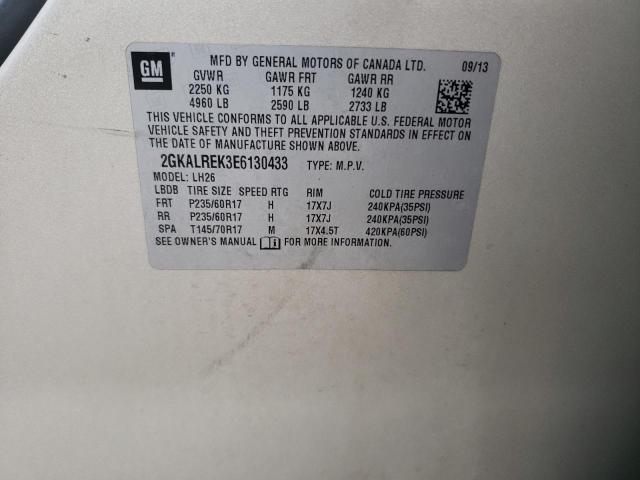 GM
MFD BY GENERAL MOTORS OF CANADA LTD. 09/13
GVWR GAWR FRT GAWR RR
2250 KG 1175 KG 1240 KG
4960 LB 2590 LB 2733 LB
THIS VEHICLE CONFORMS TO ALL APPLICABLE U.S. FEDERAL MOTOR
VEHICLE SAFETY AND THEFT PREVENTION STANDARDS IN EFFECT ON
THE DATE OF MANUFACTURE SHOWN ABOVE.
2GKALREK3E6130433 TYPE: M.P.V.
MODEL: LH26
LBDB TIRE SIZE SPEED RTG RIM COLD TIRE PRESSURE
FRT P235/60R17 H 17X7J 240KPA(35PSI)
RR P235/60R17 H 17X7J 240KPA(35PSI)
SPA T145/70R17 M 17X4.5T 420KPA(60PSI)
SEE OWNER'S MANUAL FOR MORE INFORMATION.